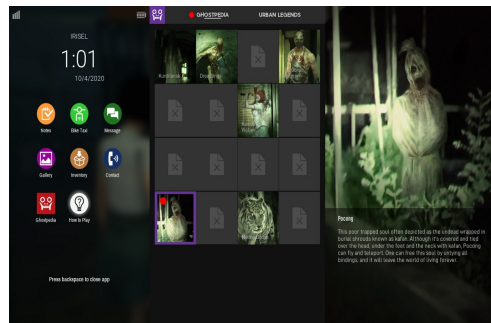 IRISEL
1:01
10/4/2020
Notes
Bike Taxi
Message
Gallery
Inventory
Contact
Ghostpedia
How to Play
Press backspace to close app
GHOSTPEDIA
URBAN LEGENDS
Kuntilanak
Pocong
This poor trapped soul often depicted as the undead wrapped in
burial shrouds known as kafan. Although it's covered and tied
over the head, under the feet and the neck with kafan, Pocong
can fly and teleport. One can free this soul by untying all
bindings, and it will leave the world of living forever.